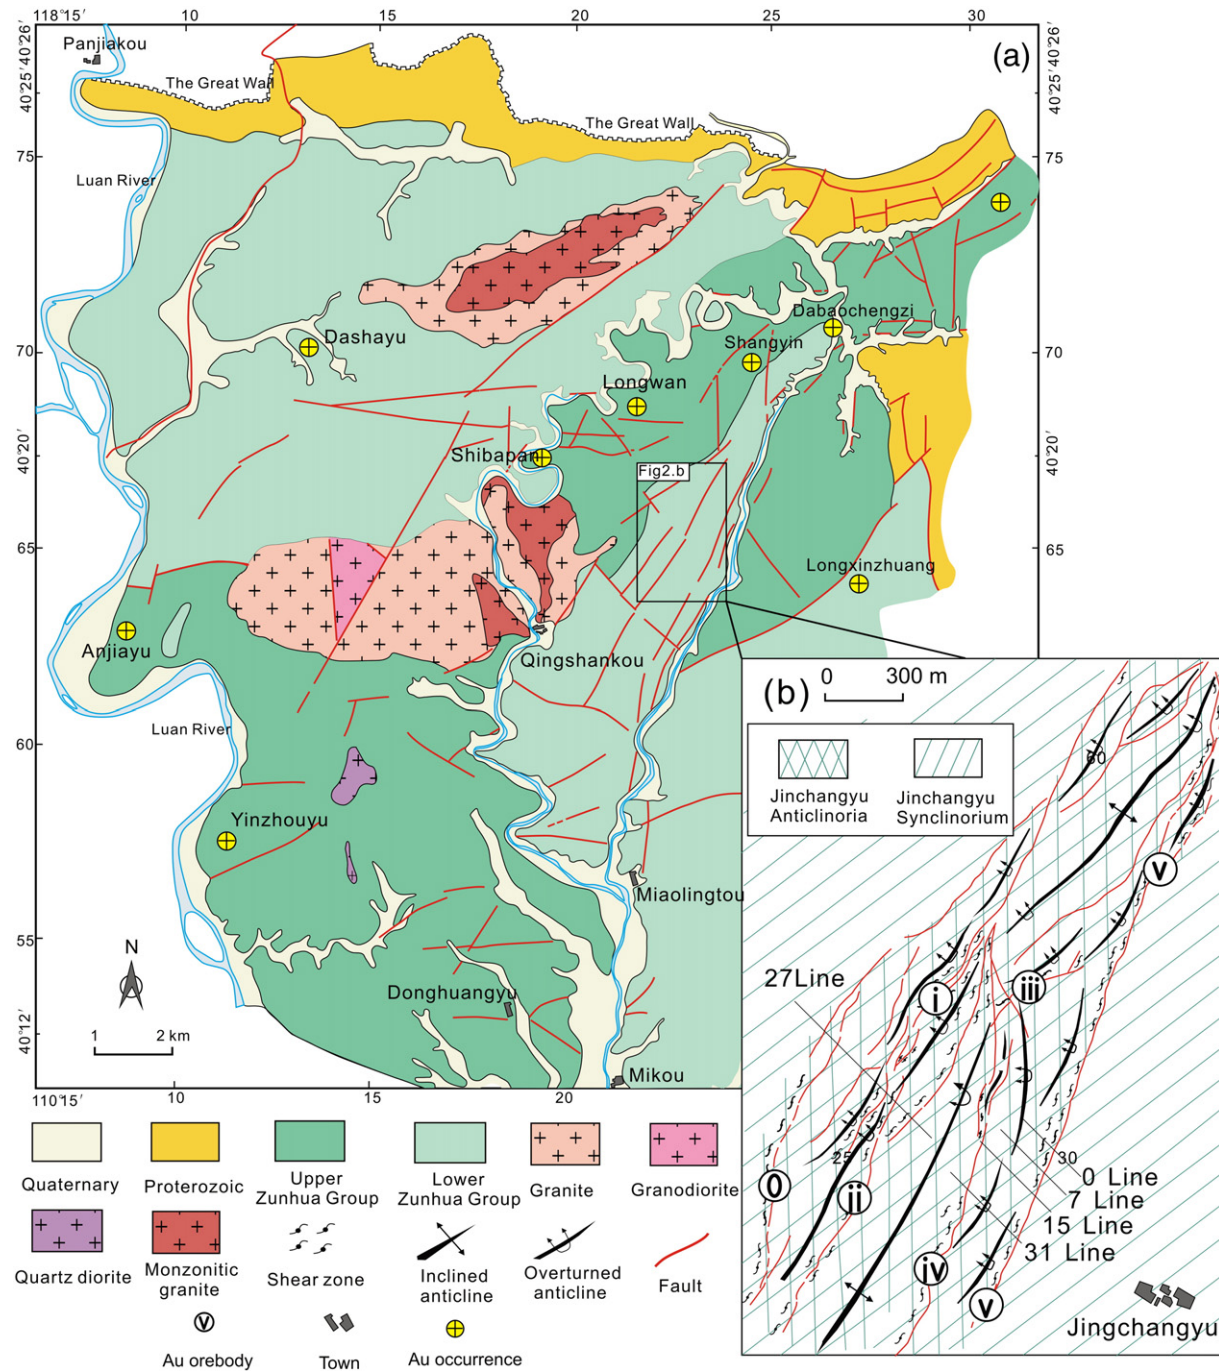 118°15′
10
20
25
30
40°25′40°26′
Panjiakou
(a)
40°25′40°26′
The Great Wall
The Great Wall
75
75
Luan River
Dabaochengzi
Dashayu
Shangyin
70
70
Longwan
40°20′
Shibapan
40°20′
Fig2.b
65
65
Longxinzhuang
Anjiayu
Qingshankou
Luan River
60
(b)
0 300 m
60
Jinchangyu
Anticlinoria
Jinchangyu
Synclinorium
Yinzhouyu
v
Miaolingtou
55
N
27Line
Donghuangyu
i
iii
40°12′
1 2 km
Mikou
110°15′
10
15
20
25
30
0
ii
0 Line
7 Line
15 Line
31 Line
iv
v
Jingchangyu
Quaternary
Proterozoic
Upper
Zunhua Group
Lower
Zunhua Group
Granite
Granodiorite
Quartz diorite
Monzonitic
granite
Shear zone
Inclined
anticline
Overturned
anticline
Fault
V
Au orebody
Town
Au occurrence